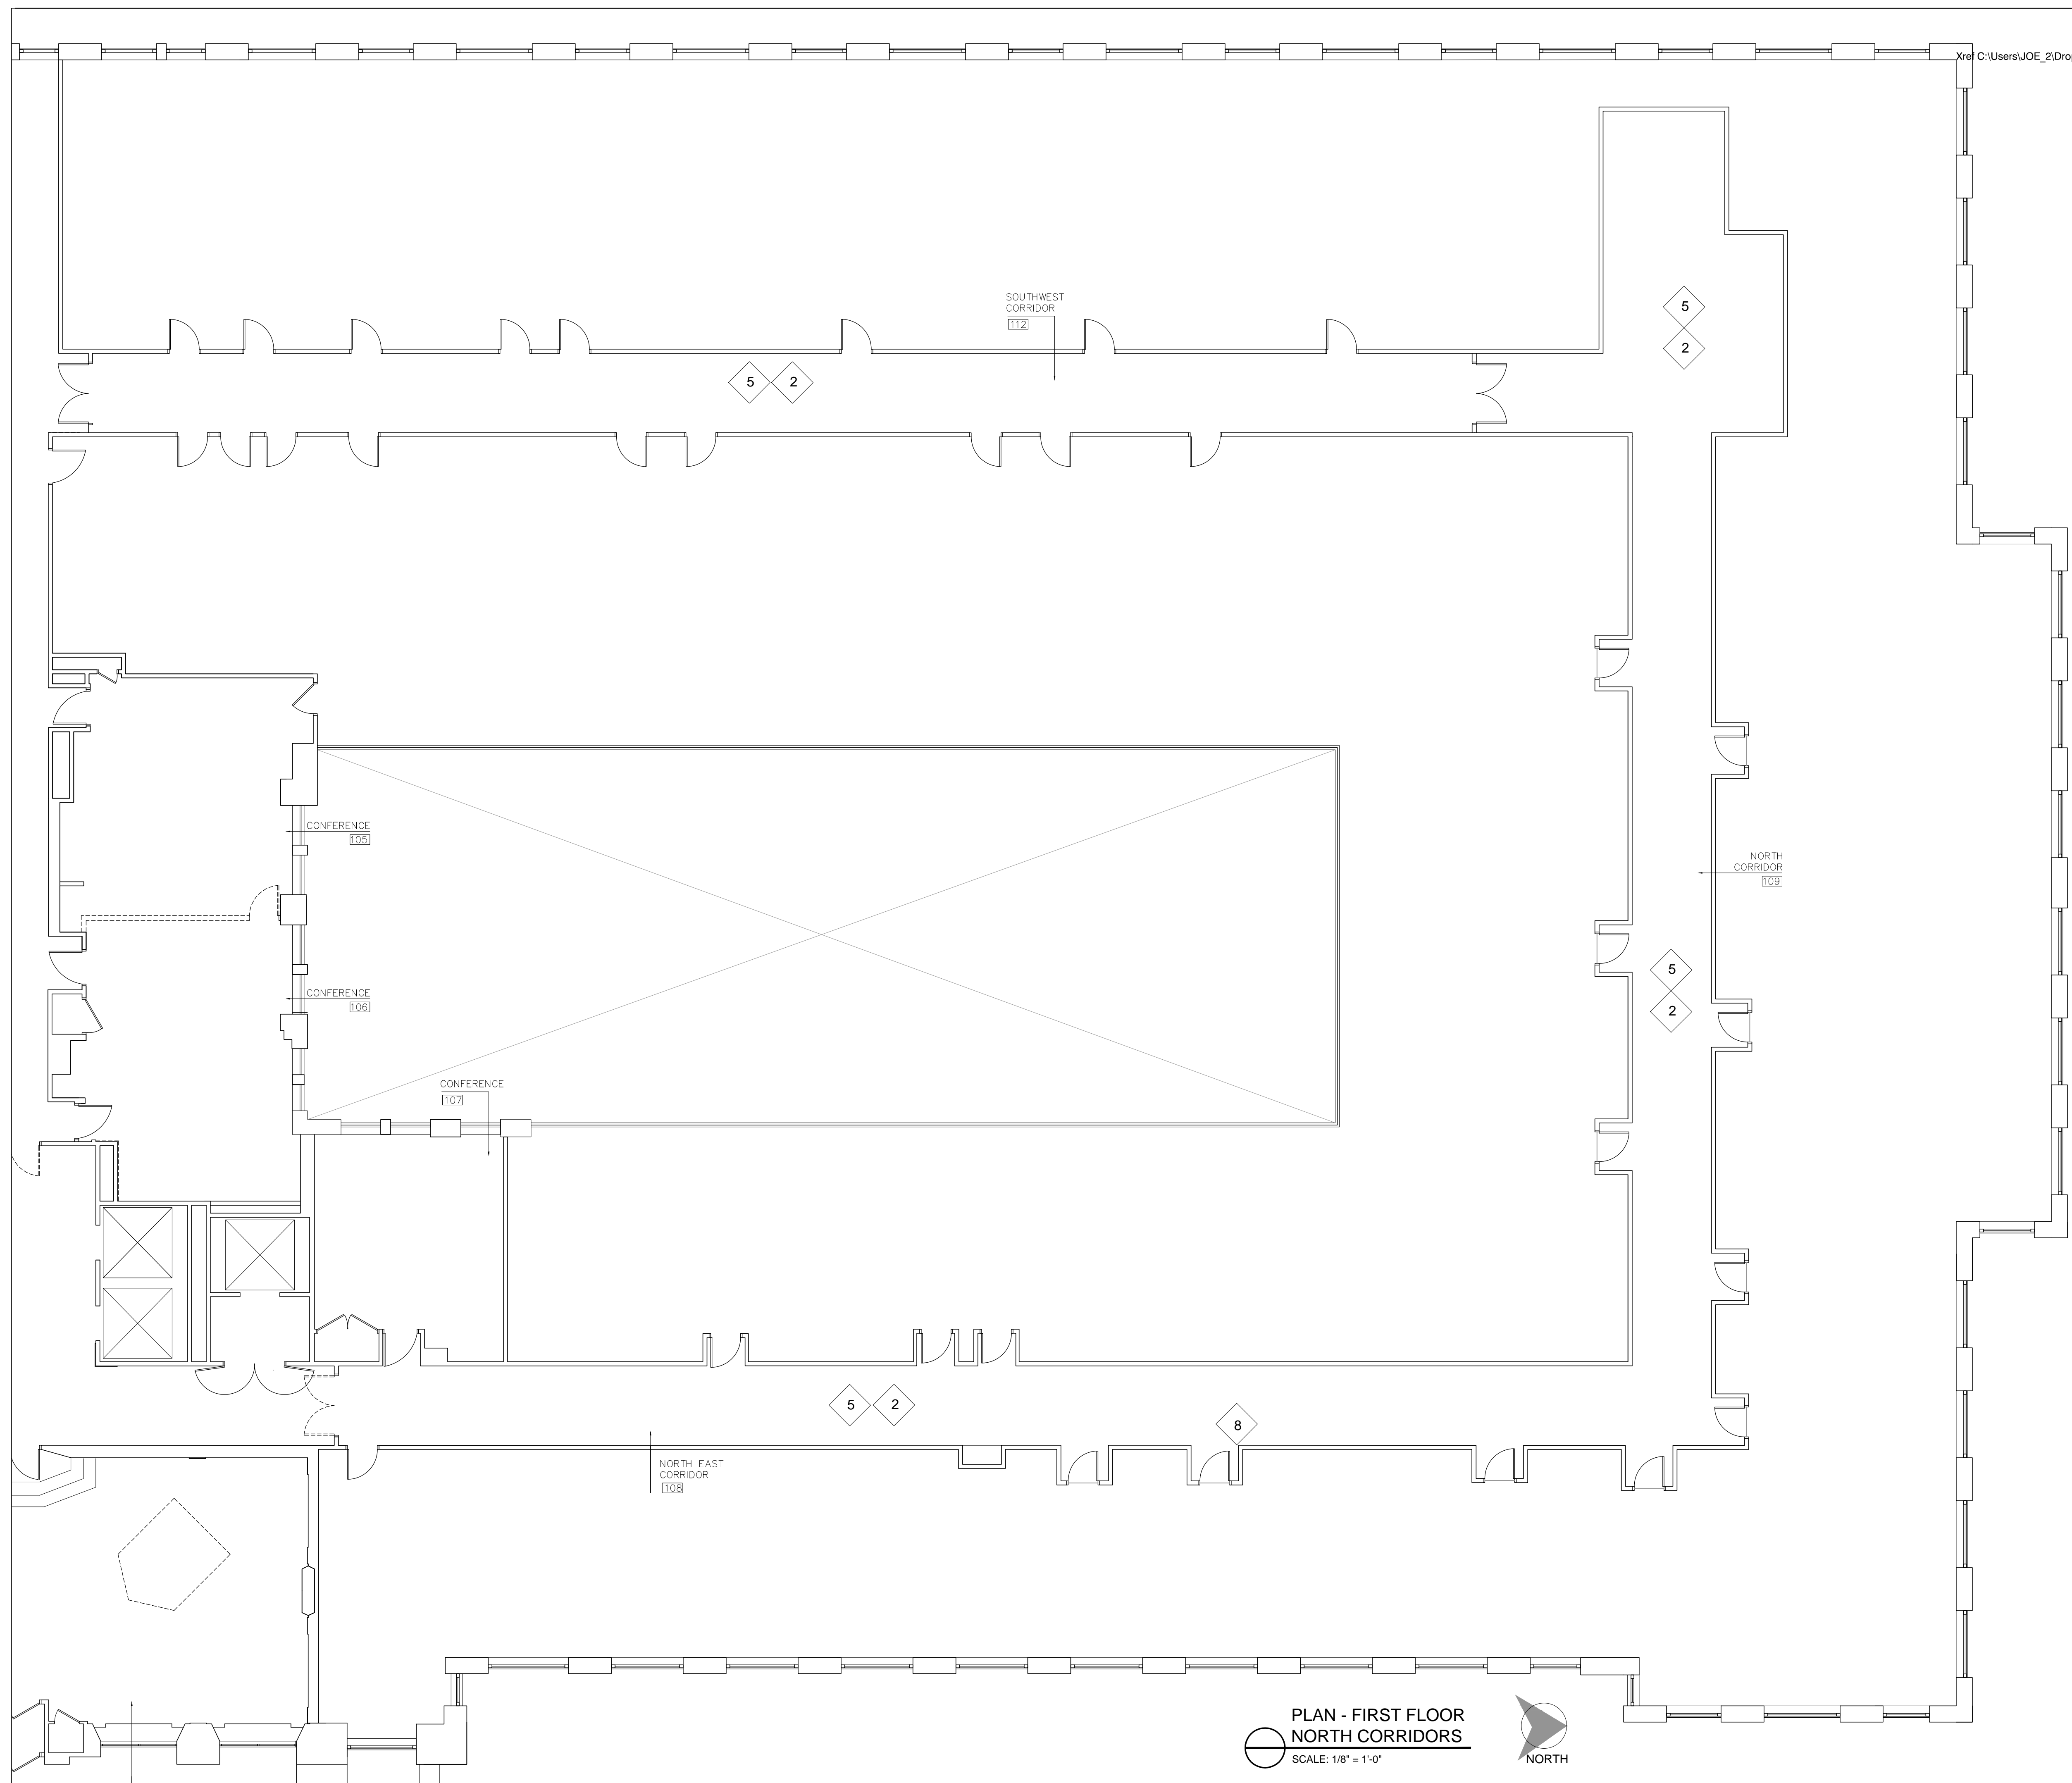 Xref C:\Users\JOE_2\Dro
SOUTHWEST
CORRIDOR
112
5
2
5 2
CONFERENCE
105
NORTH
CORRIDOR
109
5
2
CONFERENCE
106
CONFERENCE
107
5 2
8
NORTH EAST
CORRIDOR
108
PLAN - FIRST FLOOR
NORTH CORRIDORS
SCALE: 1/8" = 1'-0"
NORTH